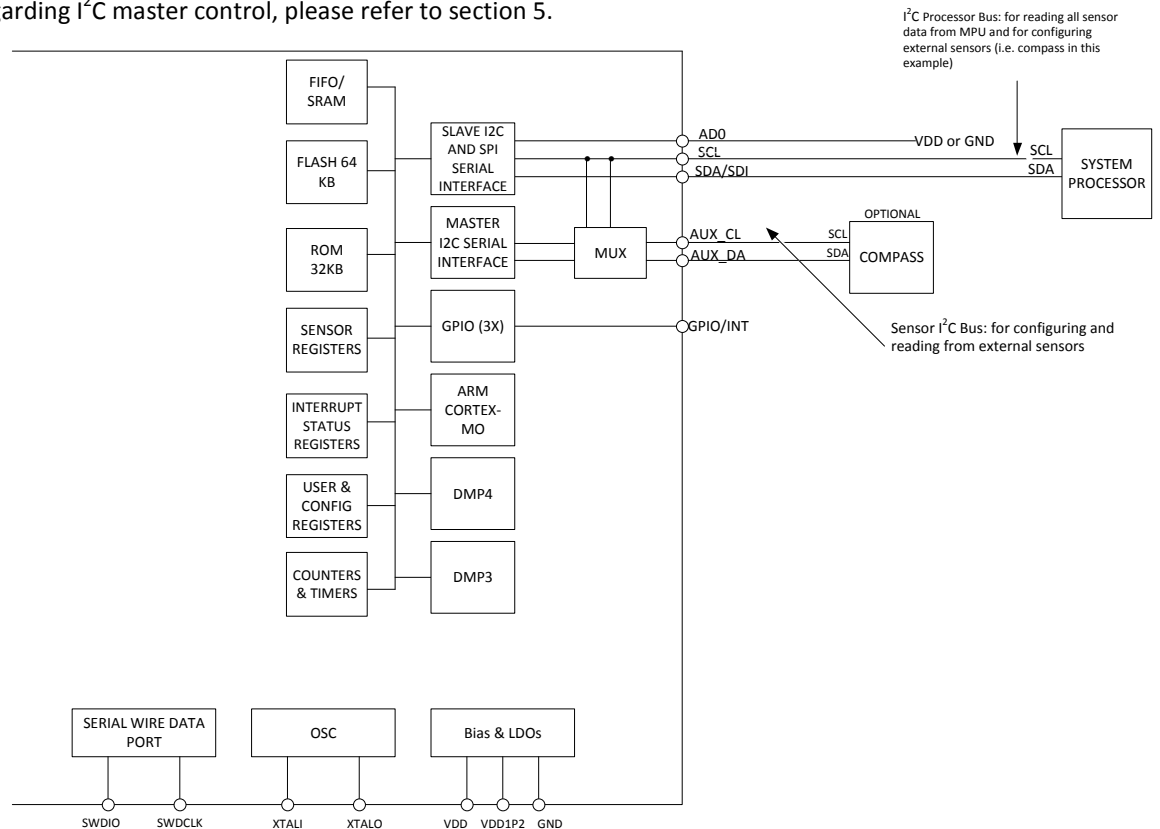 garding I²C master control, please refer to section 5.
I²C Processor Bus: for reading all sensor
data from MPU and for configuring
external sensors (i.e. compass in this
example)
FIFO/
SRAM
SLAVE I2C
AND SPI
SERIAL
INTERFACE
AD0
VDD or GND
SCL
SCL
SDA/SDI
SDA
SYSTEM
PROCESSOR
FLASH 64
KB
MASTER
I2C SERIAL
INTERFACE
MUX
AUX_CL
AUX_DA
SCL
SDA
OPTIONAL
COMPASS
ROM
32KB
SENSOR
REGISTERS
GPIO (3X)
GPIO/INT
Sensor I²C Bus: for configuring and
reading from external sensors
INTERRUPT
STATUS
REGISTERS
ARM
CORTEX-
MO
USER &
CONFIG
REGISTERS
DMP4
COUNTERS
& TIMERS
DMP3
SERIAL WIRE DATA
PORT
OSC
Bias & LDOs
SWDIO
SWDCLK
XTALI
XTALO
VDD
VDD1P2
GND